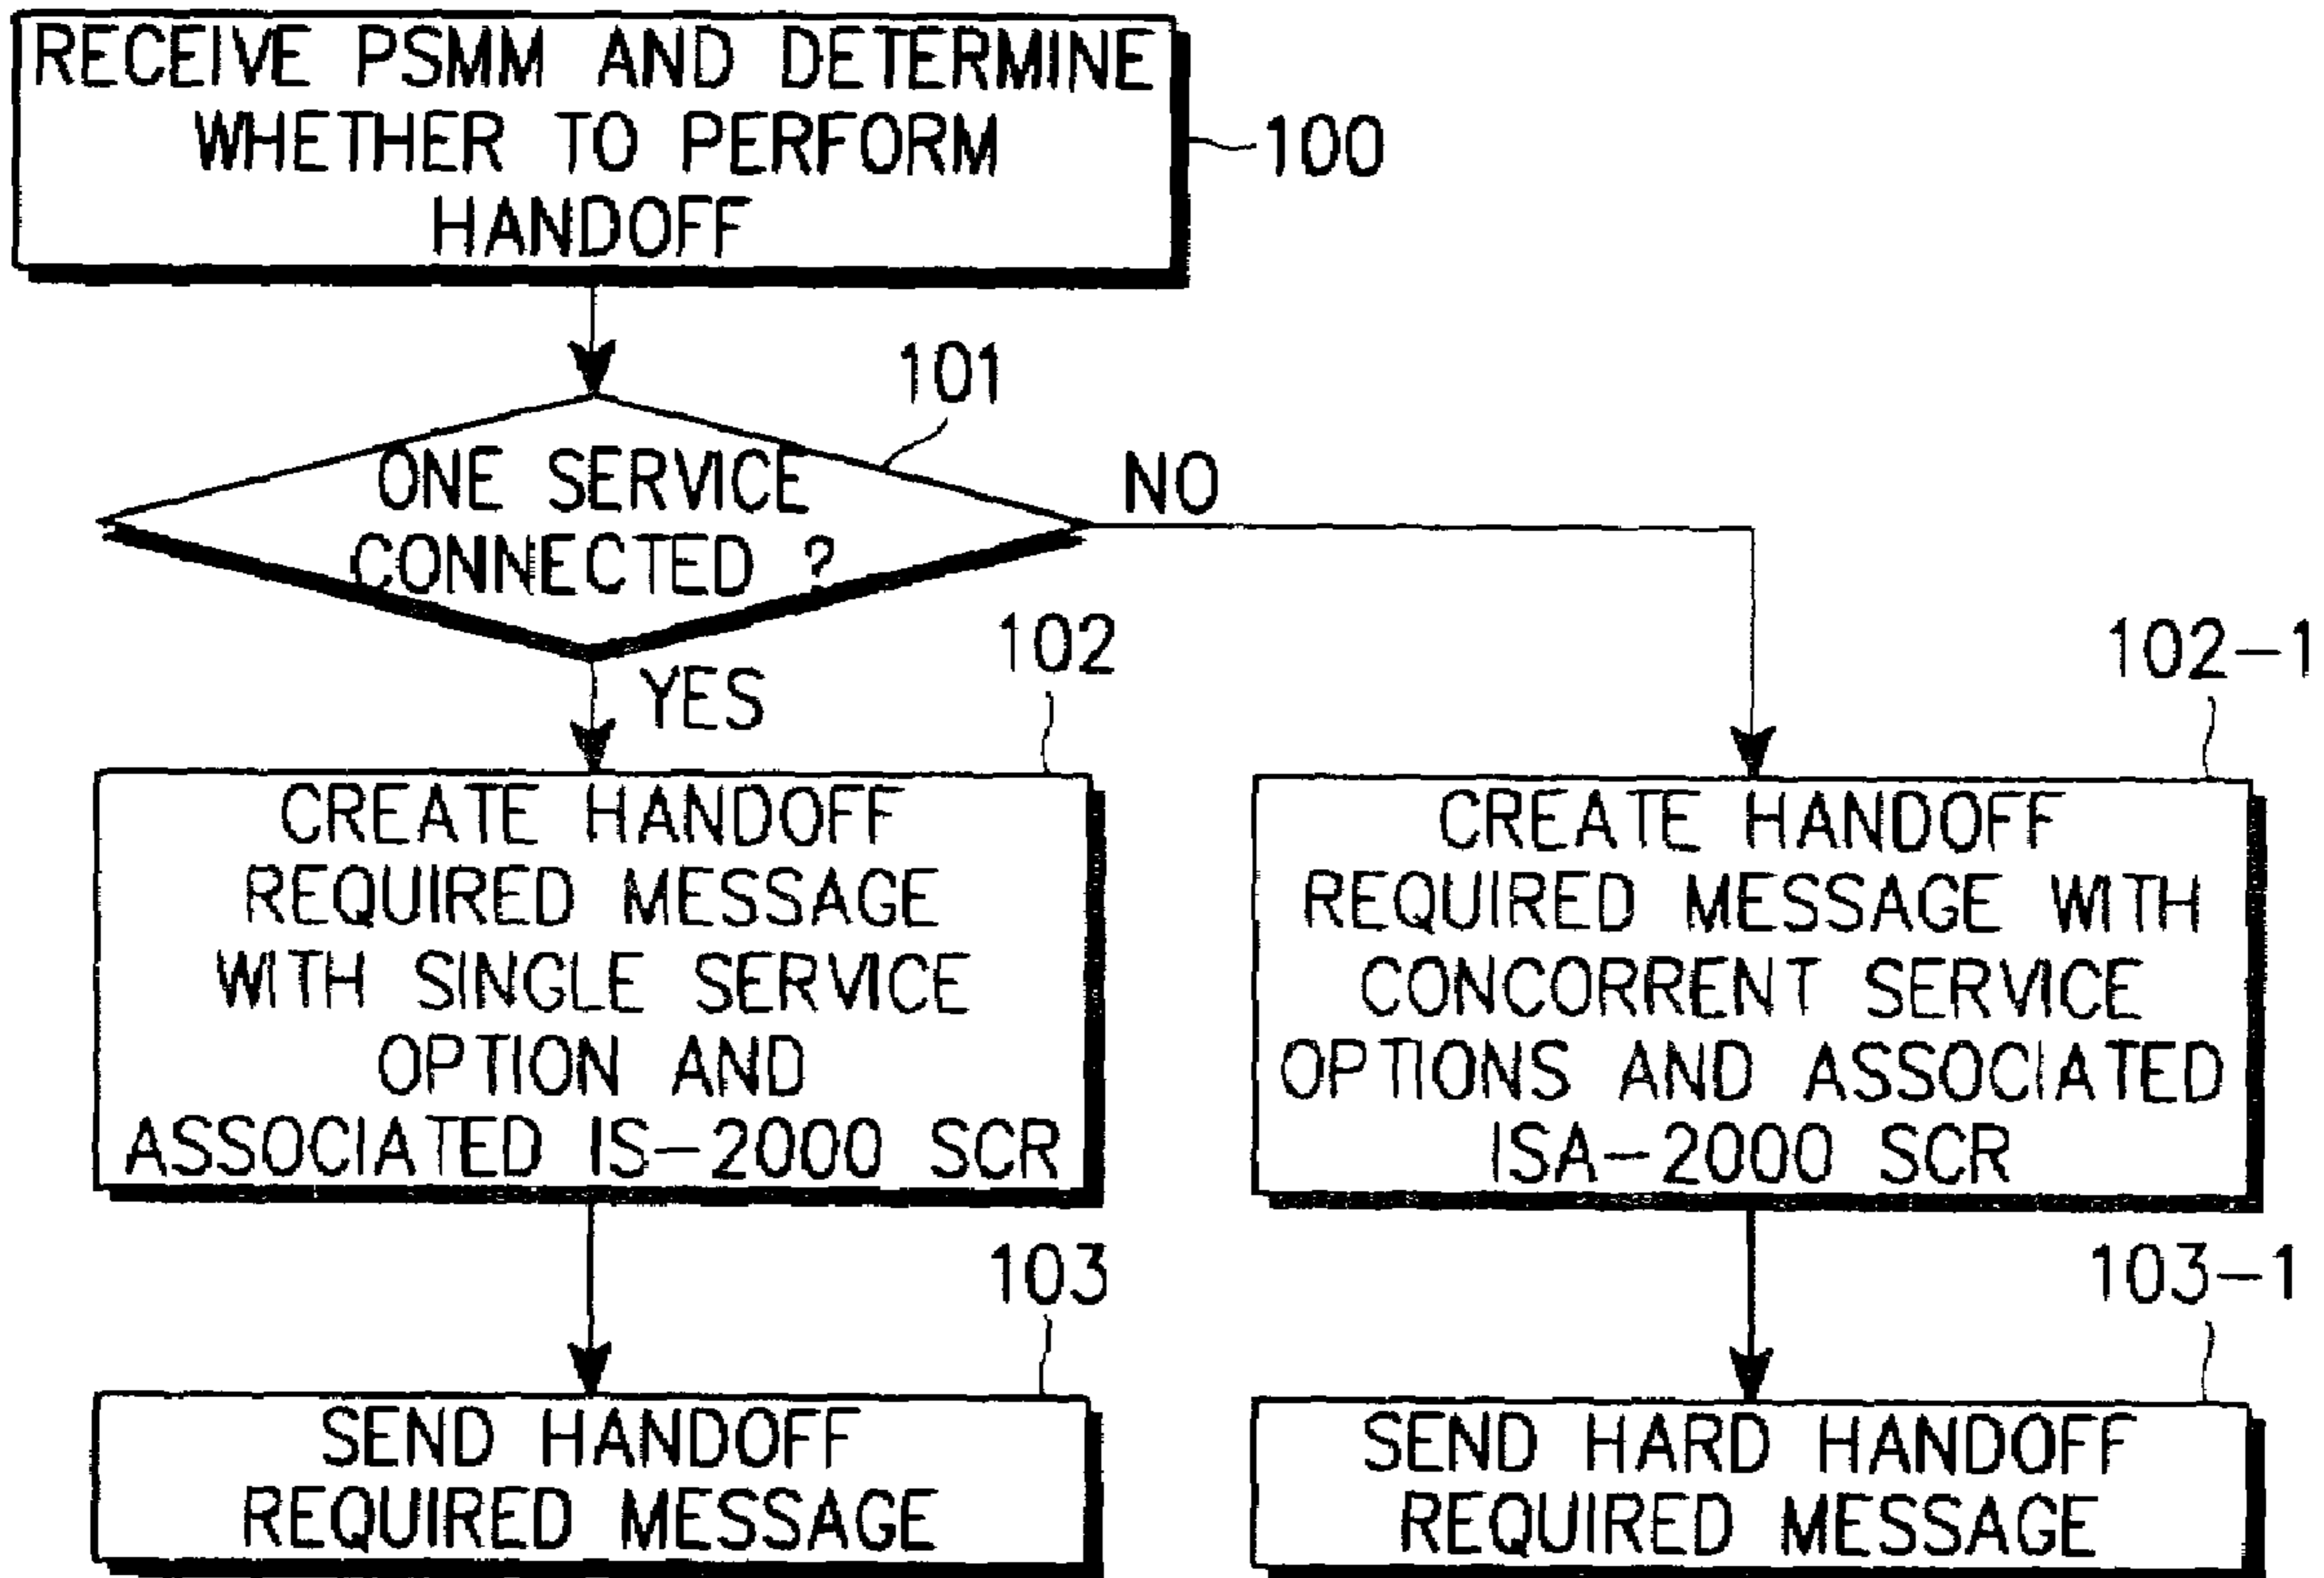 RECEIVE PSMM AND DETERMINE
WHETHER TO PERFORM
HANDOFF
100
101
ONE SERVICE
CONNECTED ?
NO
YES
102
CREATE HANDOFF
REQUIRED MESSAGE
WITH SINGLE SERVICE
OPTION AND
ASSOCIATED IS-2000 SCR
102-1
CREATE HANDOFF
REQUIRED MESSAGE WITH
CONCORRENT SERVICE
OPTIONS AND ASSOCIATED
ISA-2000 SCR
103
SEND HANDOFF
REQUIRED MESSAGE
103-1
SEND HARD HANDOFF
REQUIRED MESSAGE